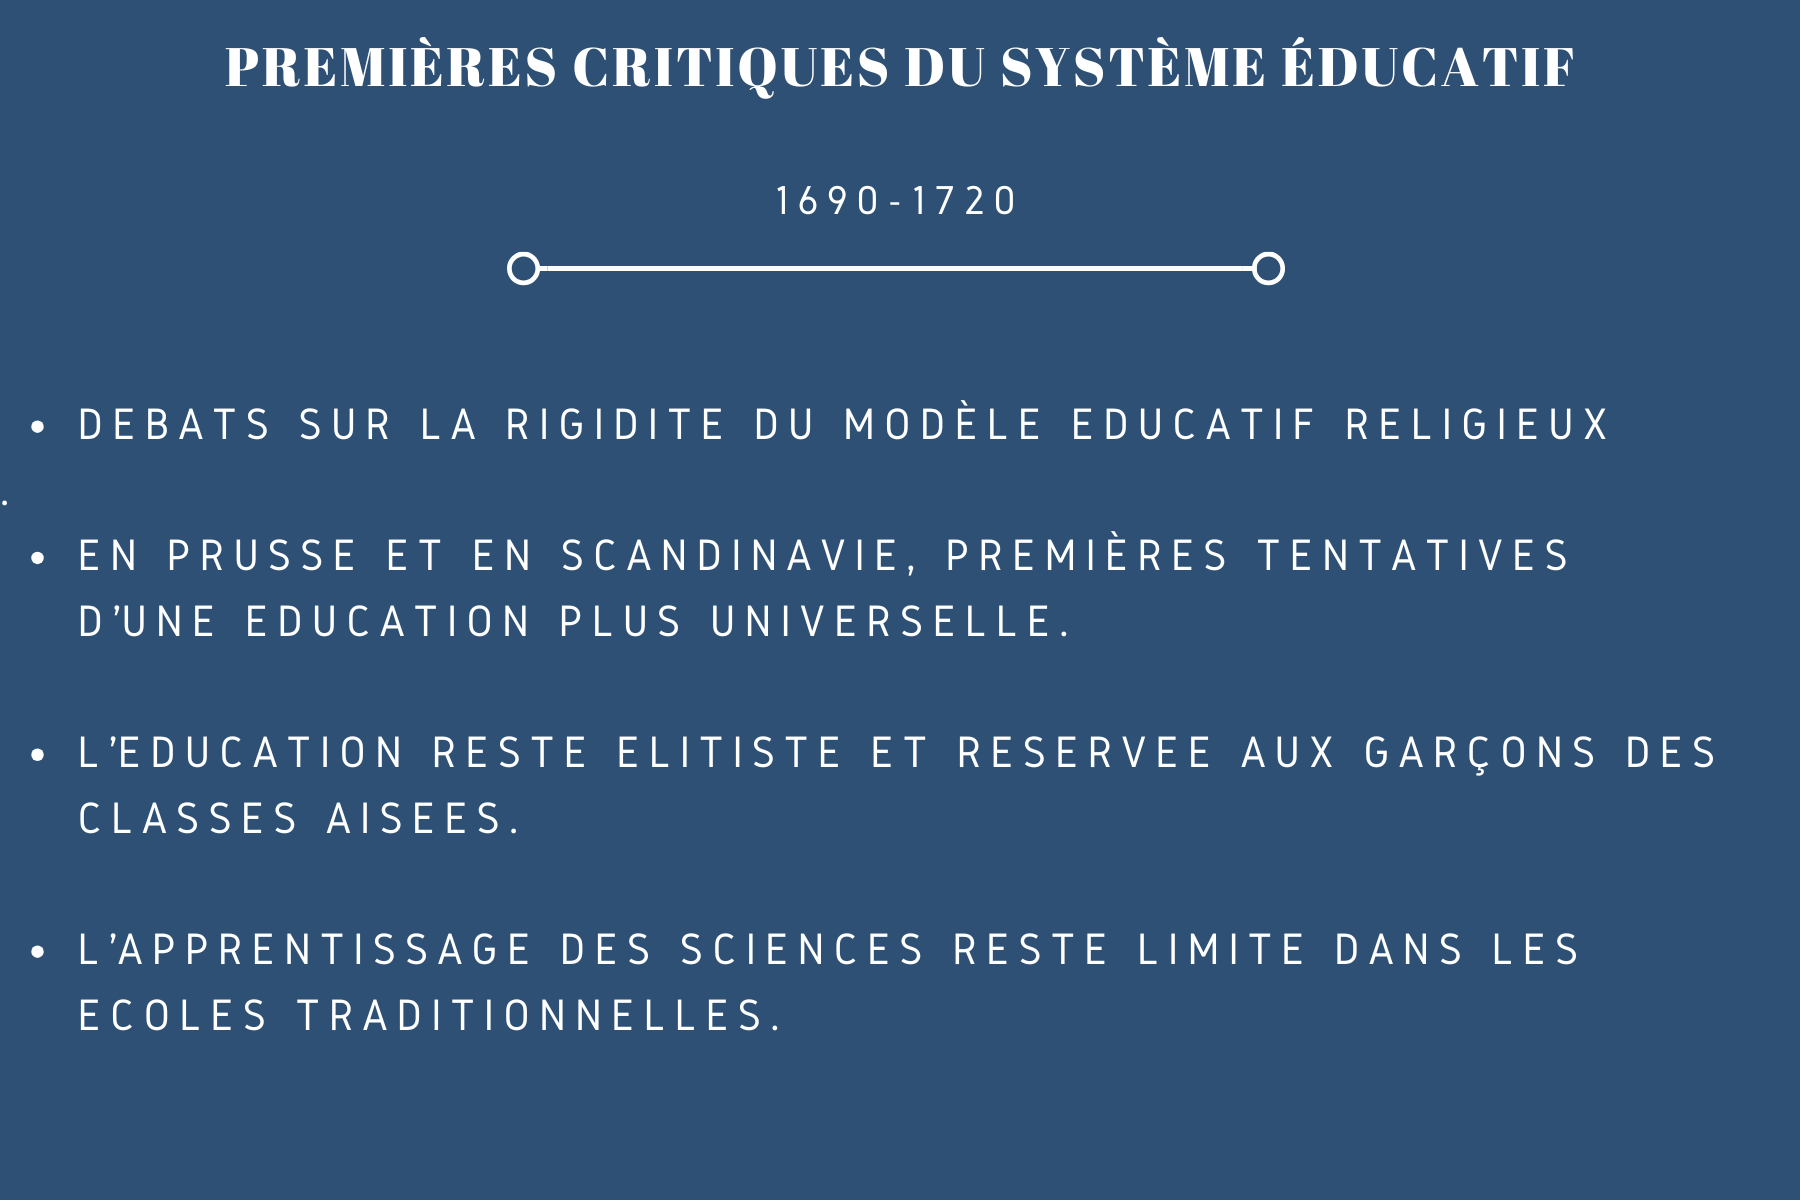 PREMIÈRES CRITIQUES DU SYSTÈME ÉDUCATIF
1690-1720
• DEBATS SUR LA RIGIDITE DU MODÈLE EDUCATIF RELIGIEUX
.
• EN PRUSSE ET EN SCANDINAVIE, PREMIÈRES TENTATIVES
D’UNE EDUCATION PLUS UNIVERSELLE.
• L’EDUCATION RESTE ELITISTE ET RESERVEE AUX GARÇONS DES
CLASSES AISEES.
• L’APPRENTISSAGE DES SCIENCES RESTE LIMITE DANS LES
ECOLES TRADITIONNELLES.